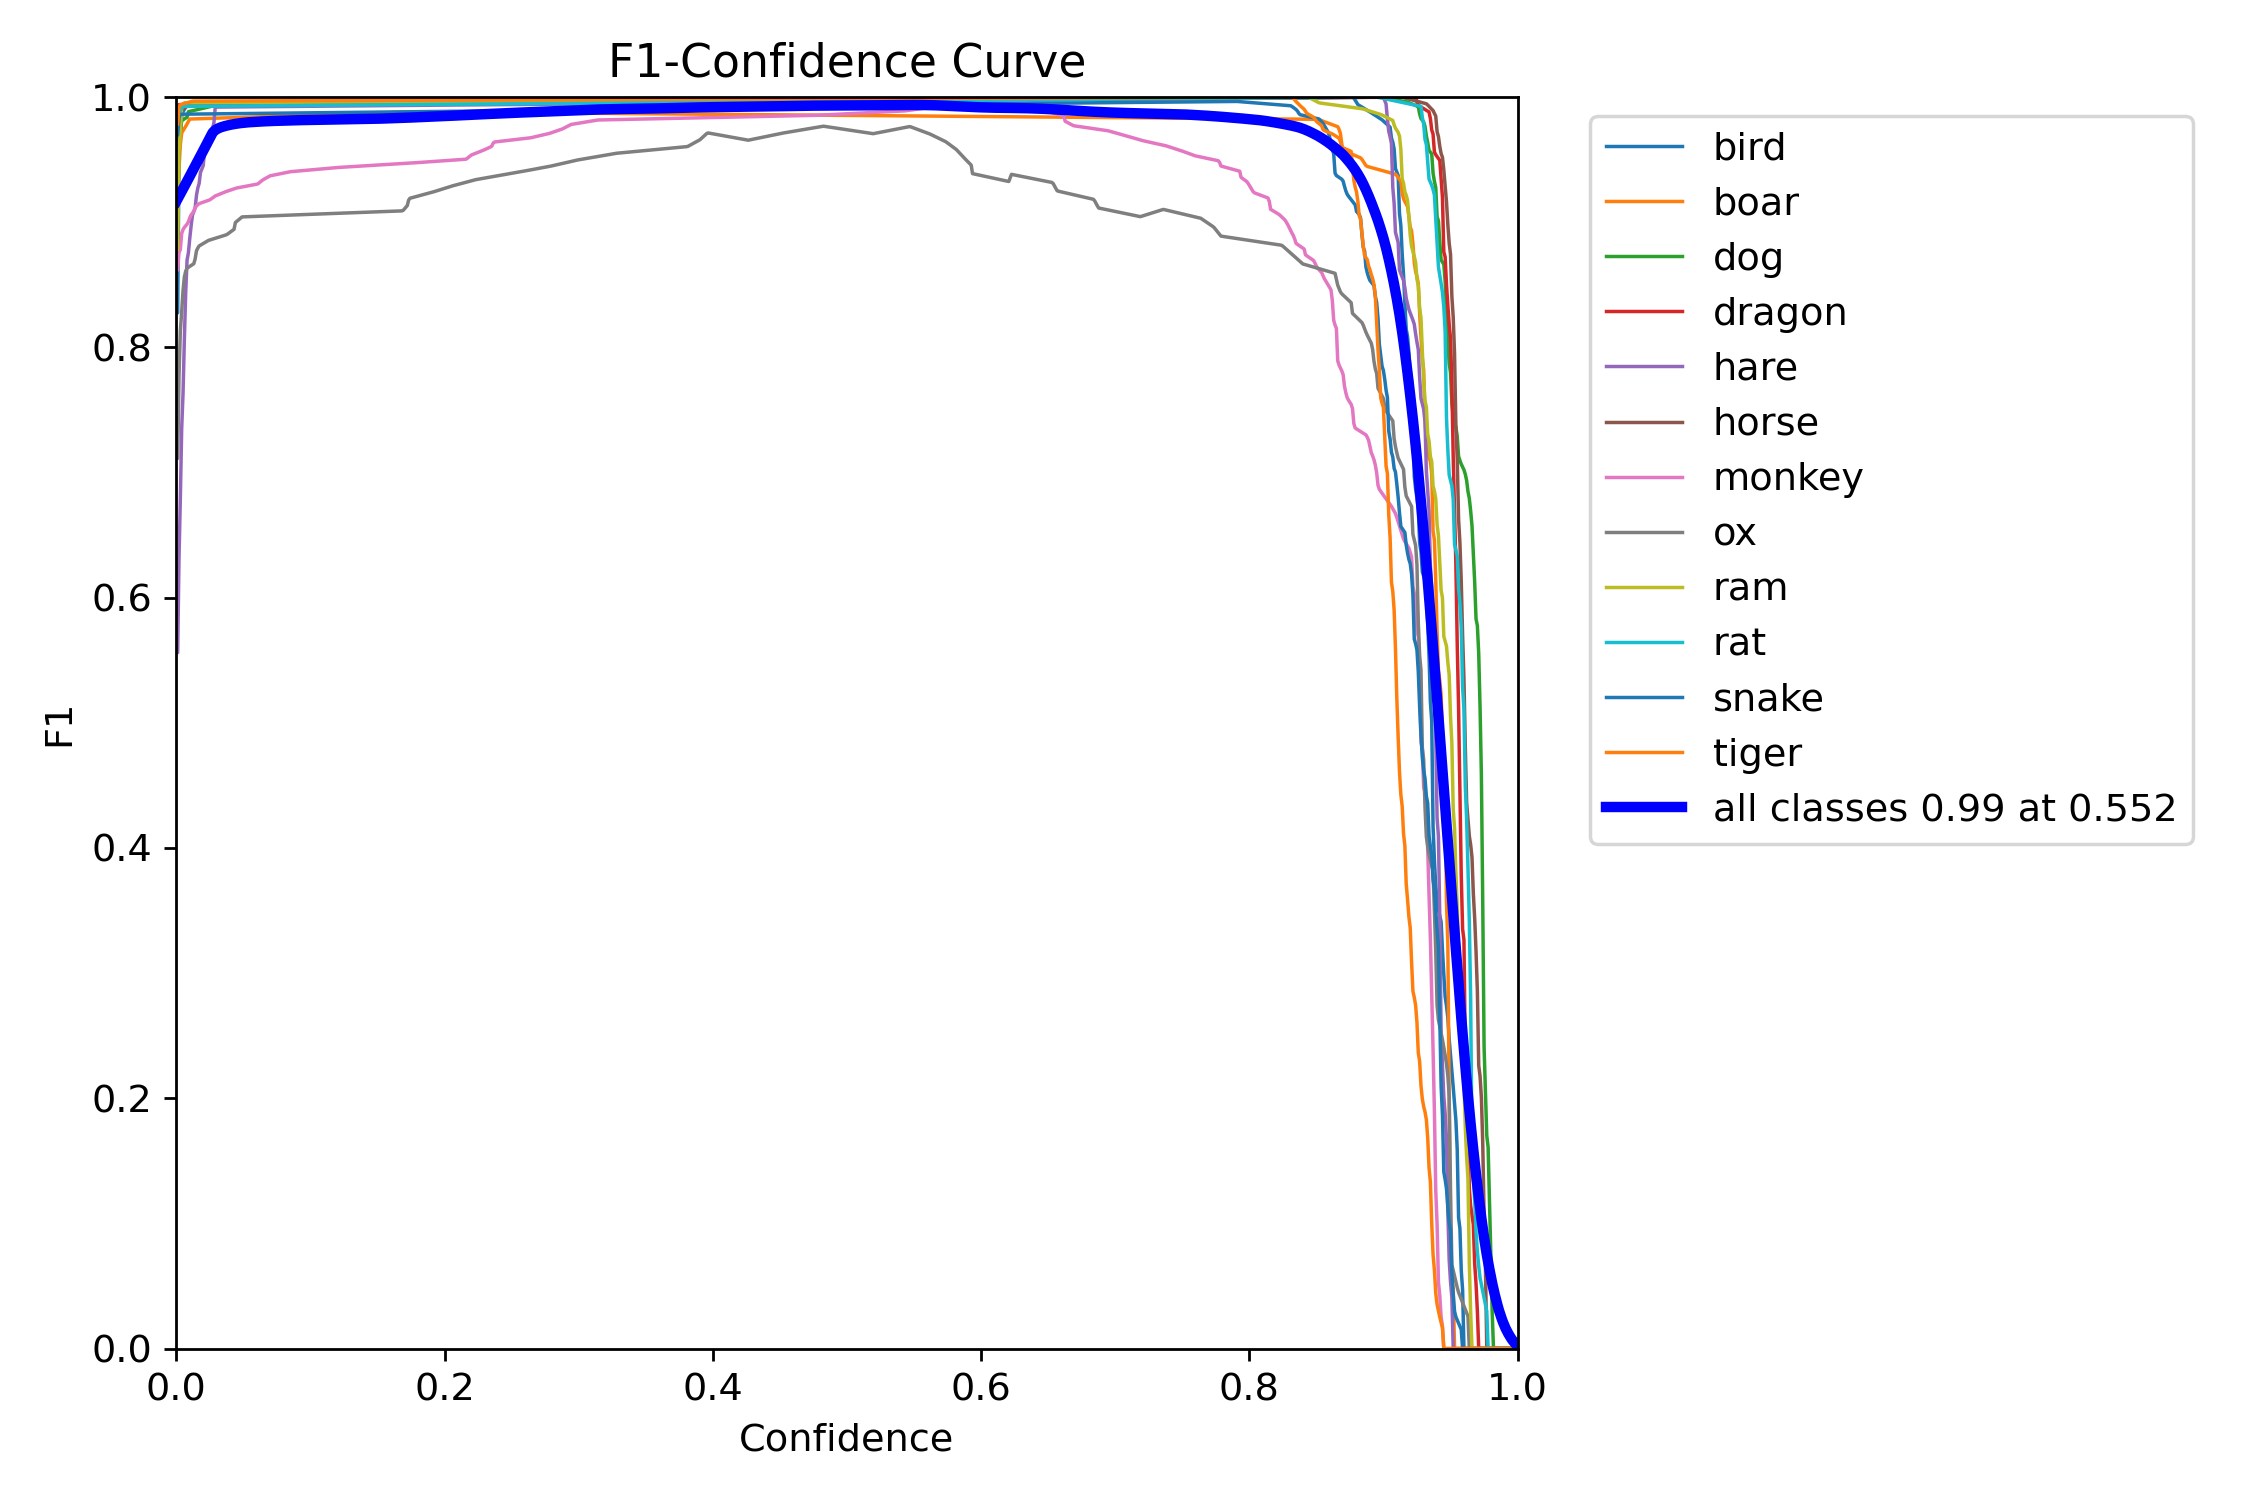 F1-Confidence Curve
1.0
0.8
0.6
0.4
0.2
0.0
F1
0.0 0.2 0.4 0.6 0.8 1.0
Confidence
bird
boar
dog
dragon
hare
horse
monkey
ox
ram
rat
snake
tiger
all classes 0.99 at 0.552